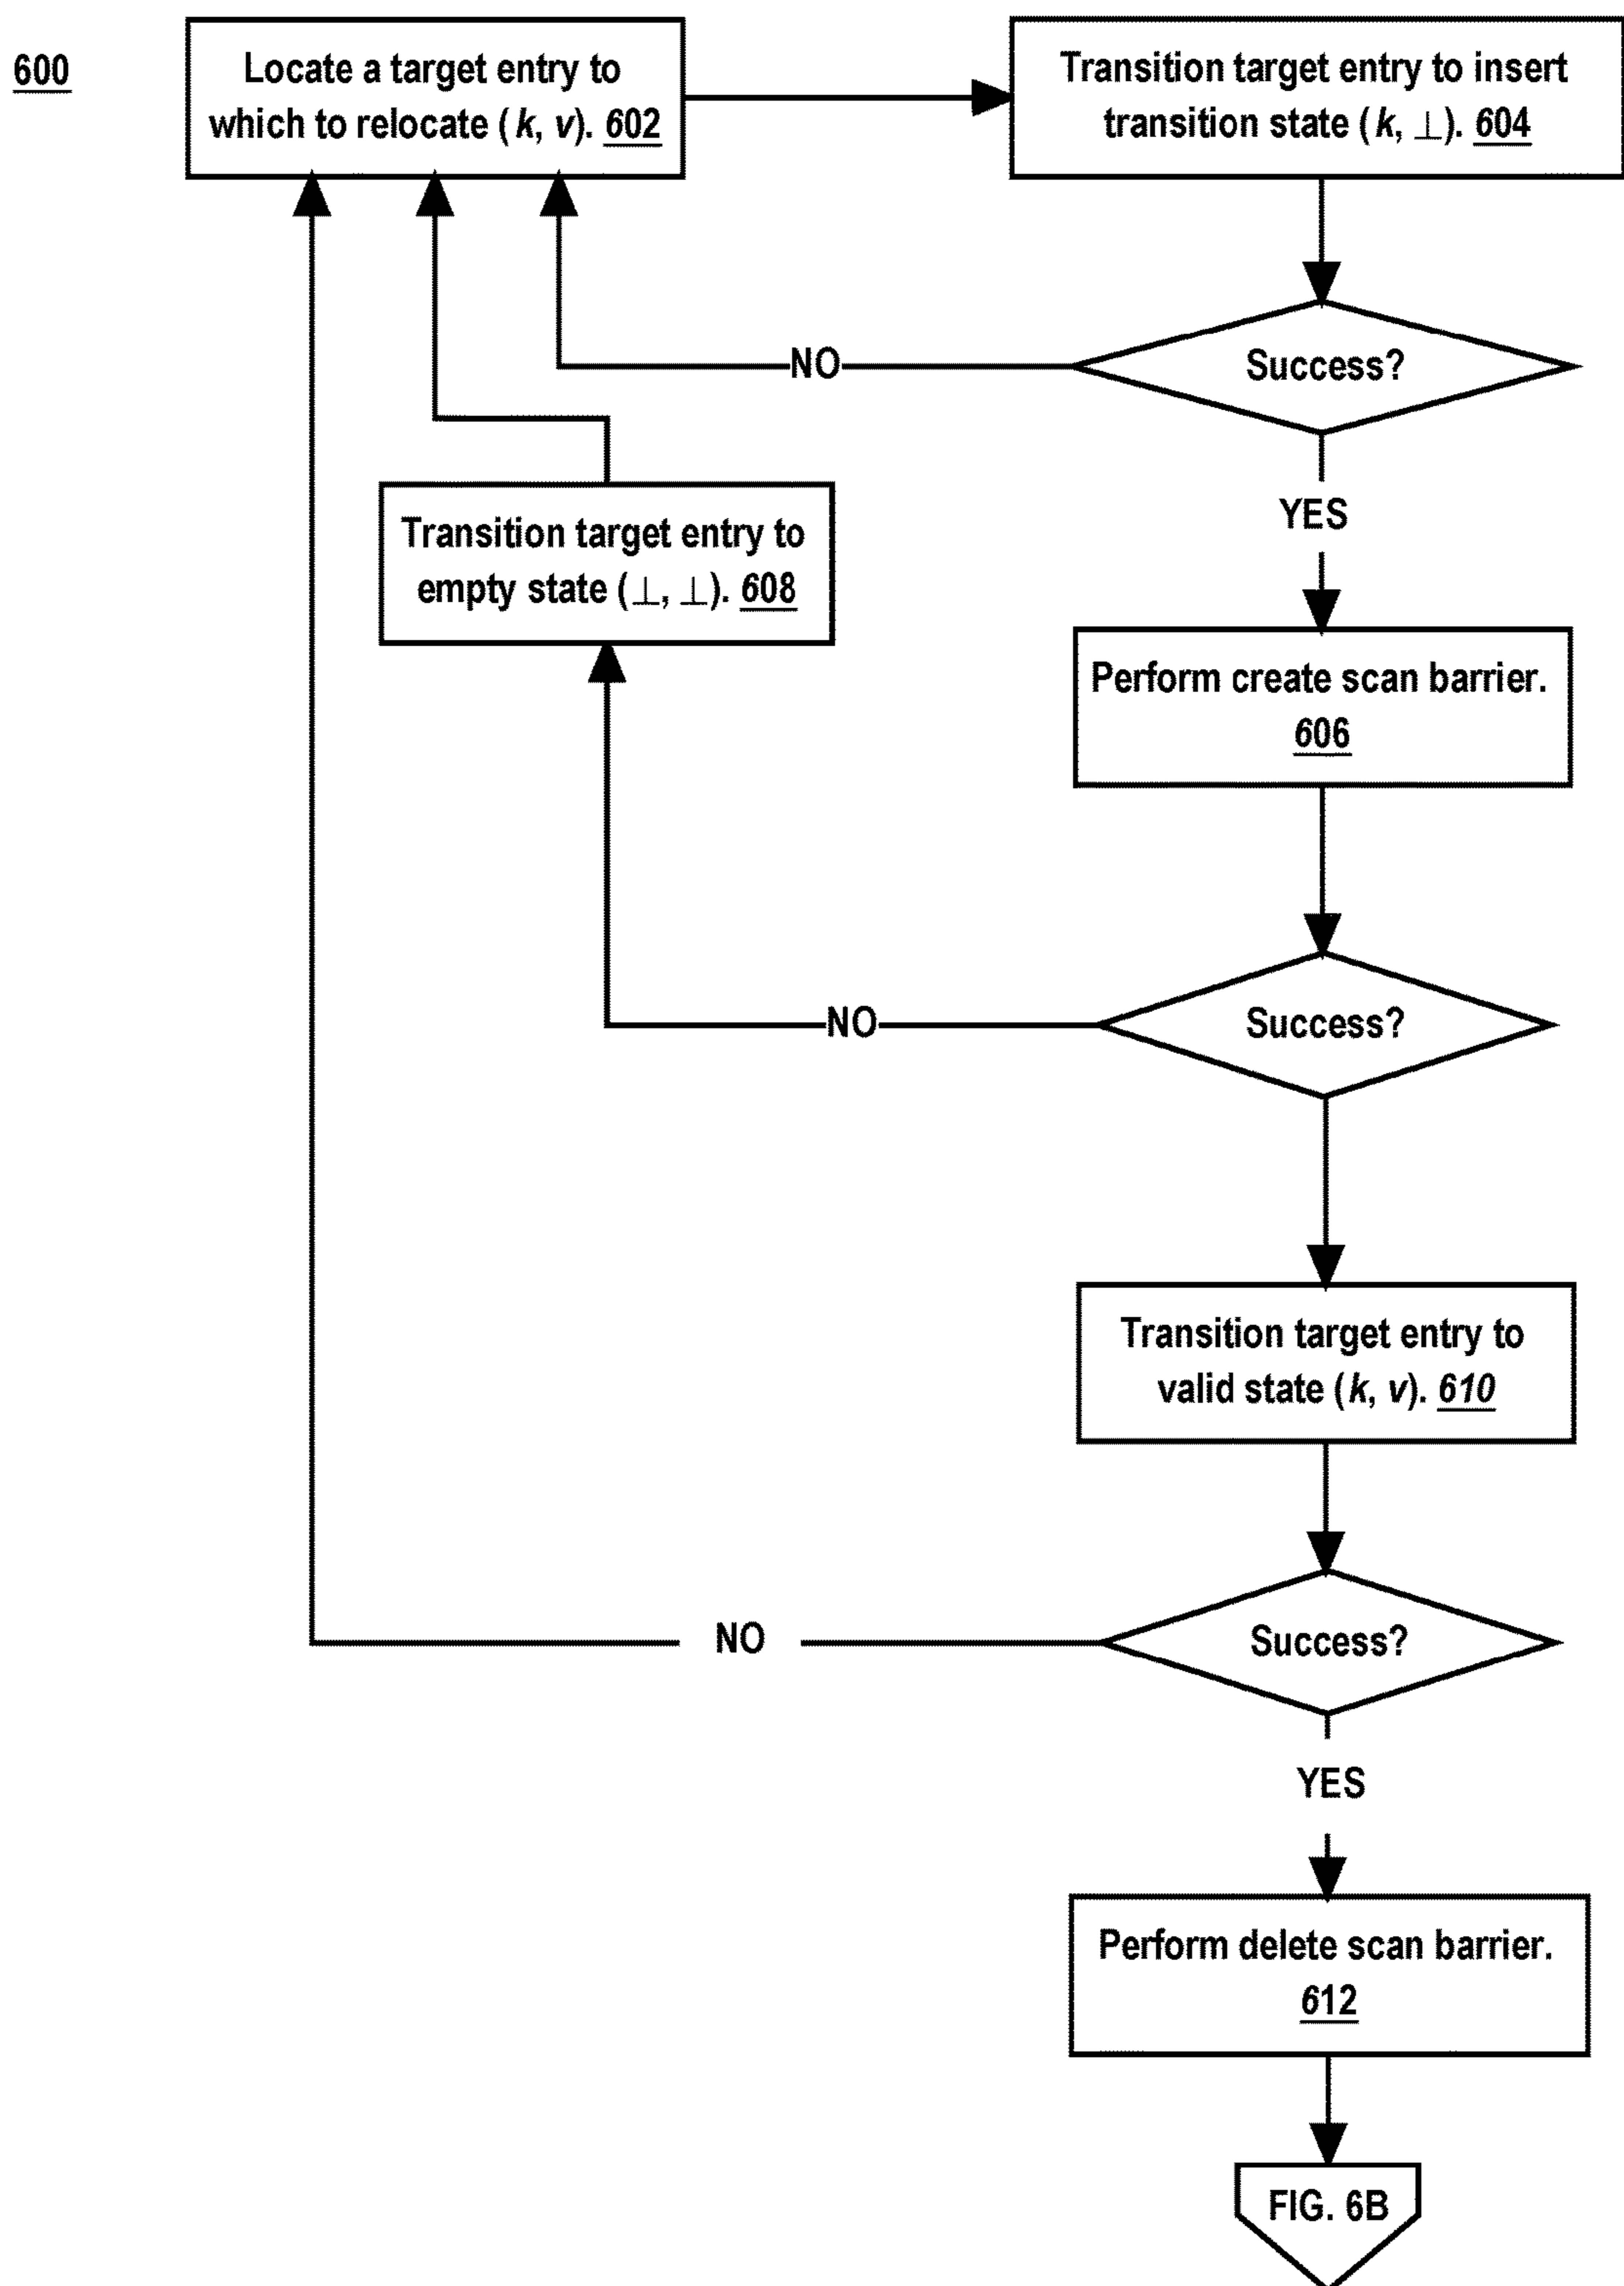 600
Locate a target entry to
which to relocate (k, v). 602
Transition target entry to insert
transition state (k, ⊥). 604
Success?
NO
YES
Transition target entry to
empty state (⊥, ⊥). 608
Perform create scan barrier.
606
Success?
NO
Transition target entry to
valid state (k, v). 610
Success?
NO
YES
Perform delete scan barrier.
612
FIG. 6B